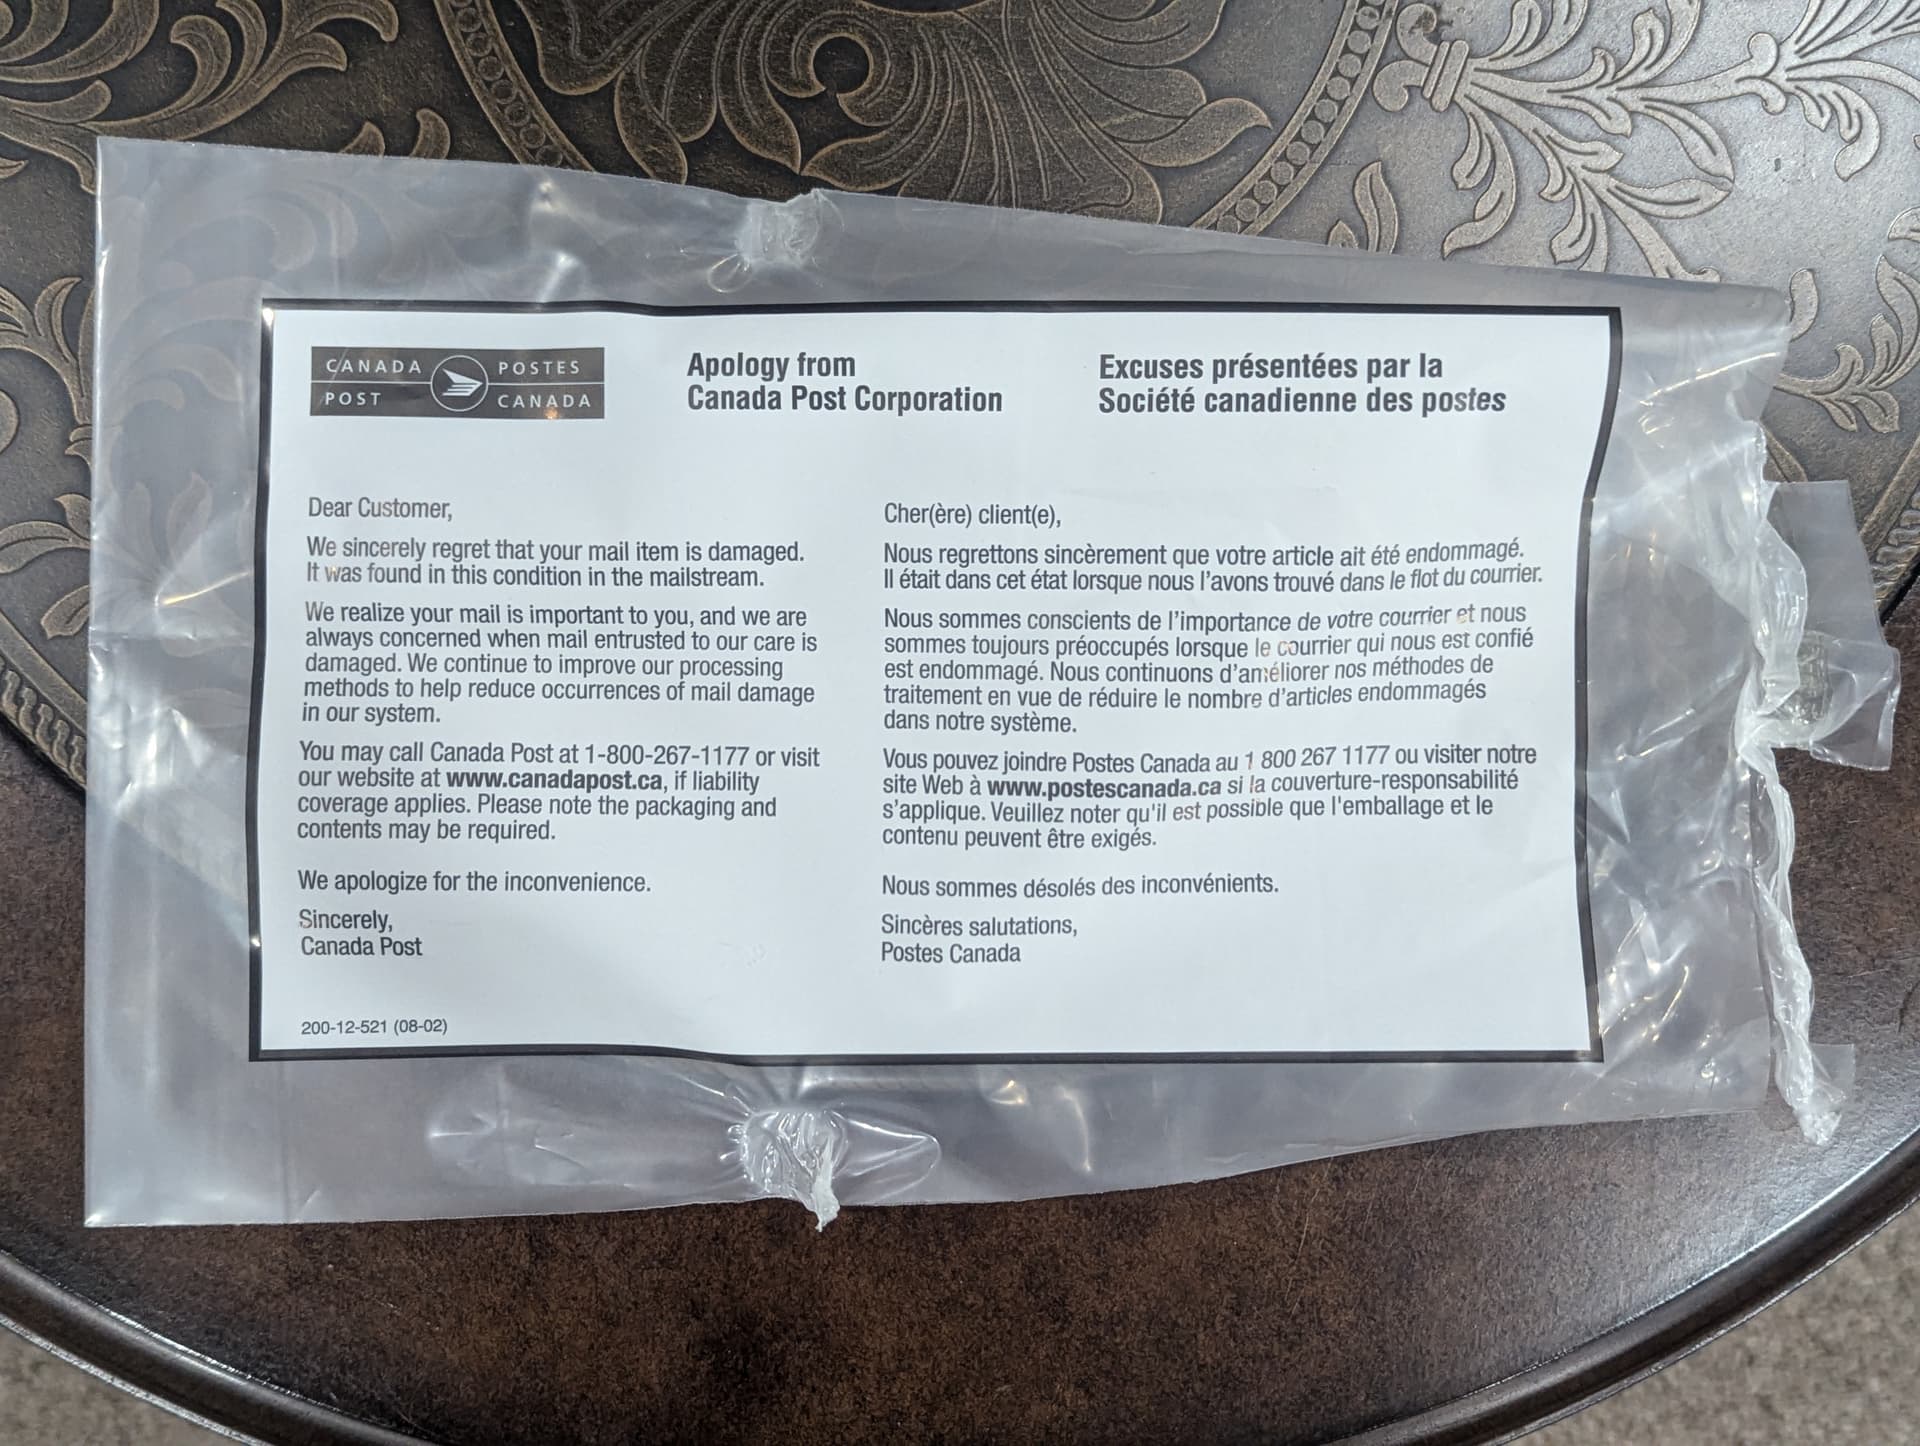 CANADA POSTES
POST CANADA
Apology from
Canada Post Corporation
Excuses présentées par la
Société canadienne des postes
Dear Customer,
We sincerely regret that your mail item is damaged.
It was found in this condition in the mailstream.
We realize your mail is important to you, and we are
always concerned when mail entrusted to our care is
damaged. We continue to improve our processing
methods to help reduce occurrences of mail damage
in our system.
You may call Canada Post at 1-800-267-1177 or visit
our website at www.canadapost.ca, if liability
coverage applies. Please note the packaging and
contents may be required.
We apologize for the inconvenience.
Sincerely,
Canada Post
200-12-521 (08-02)
Cher(ère) client(e),
Nous regrettons sincèrement que votre article ait été endommagé.
Il était dans cet état lorsque nous l'avons trouvé dans le flot du courrier.
Nous sommes conscients de l'importance de votre courrier et nous
sommes toujours préoccupés lorsque le courrier qui nous est confié
est endommagé. Nous continuons d'améliorer nos méthodes de
traitement en vue de réduire le nombre d'articles endommagés
dans notre système.
Vous pouvez joindre Postes Canada au 1 800 267 1177 ou visiter notre
site Web à www.postescanada.ca si la couverture-responsabilité
s'applique. Veuillez noter qu'il est possible que l'emballage et le
contenu peuvent être exigés.
Nous sommes désolés des inconvénients.
Sincères salutations,
Postes Canada